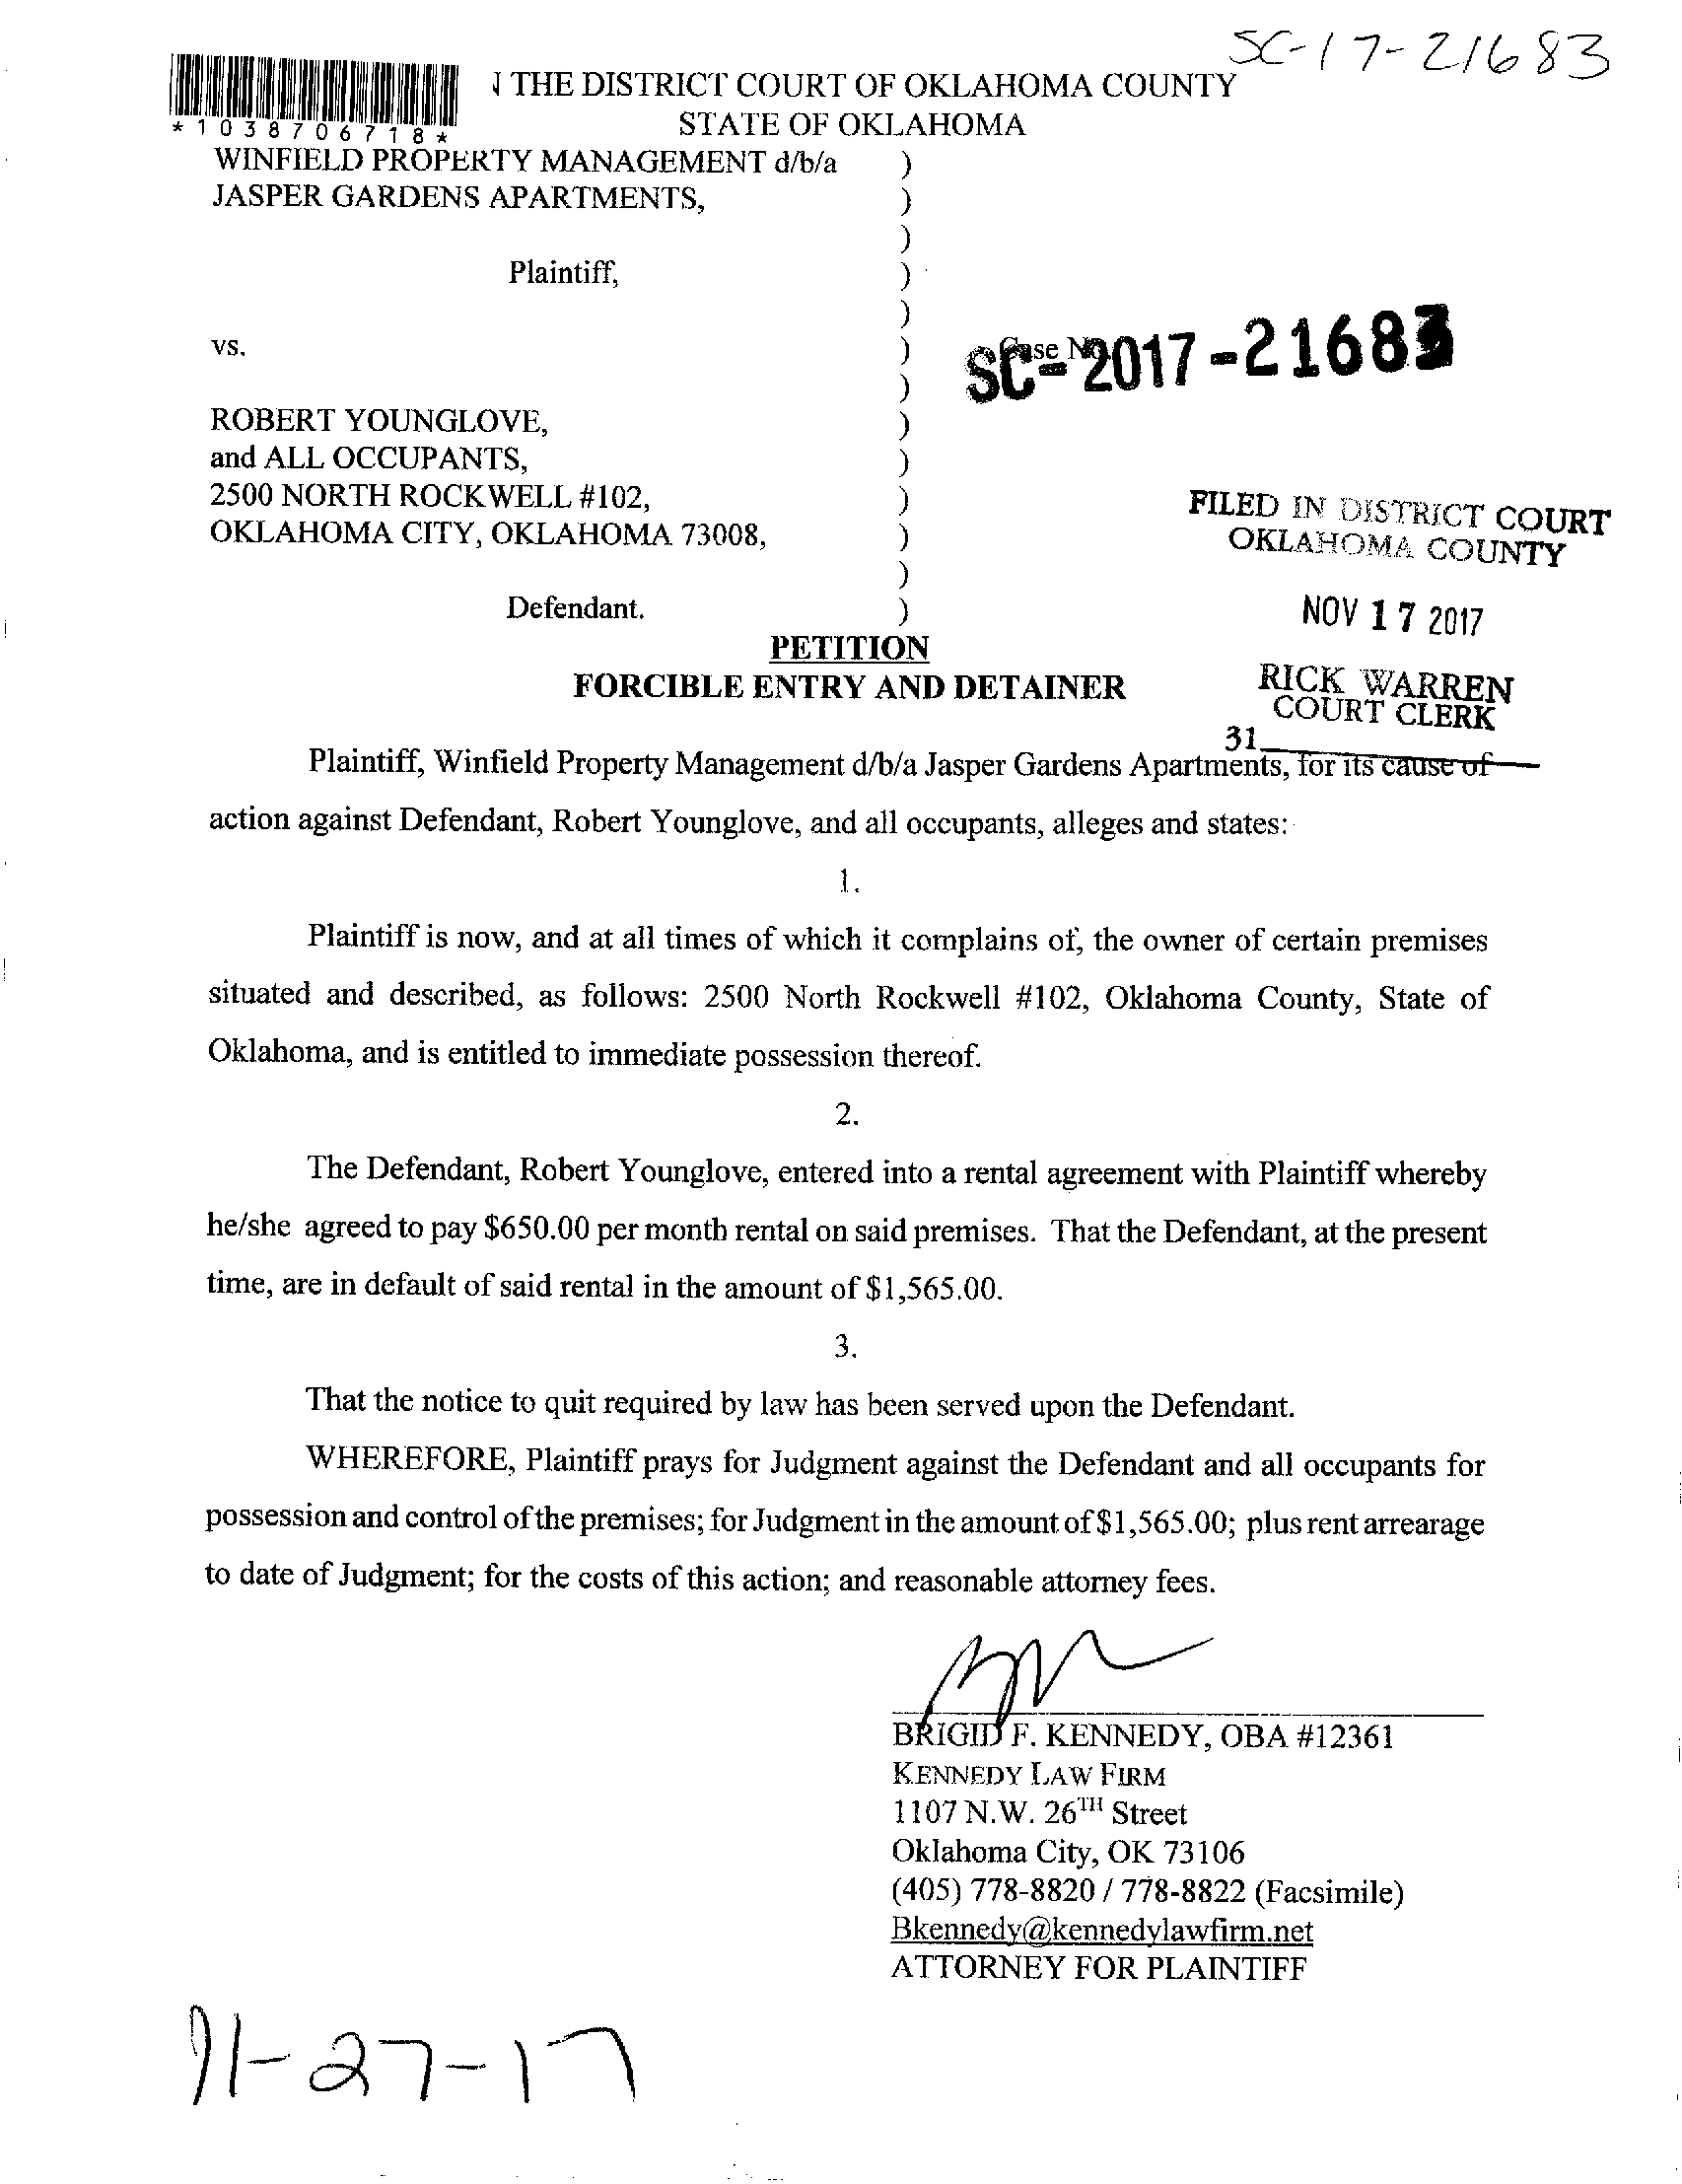 SC-17-21683
THE DISTRICT COURT OF OKLAHOMA COUNTY
STATE OF OKLAHOMA
*1038706718*
WINFIELD PROPERTY MANAGEMENT d/b/a )
JASPER GARDENS APARTMENTS, )
)
Plaintiff, )
)
vs. ) Case No.
SC-2017-21683
)
ROBERT YOUNGLOVE, )
and ALL OCCUPANTS, )
2500 NORTH ROCKWELL #102, )
OKLAHOMA CITY, OKLAHOMA 73008, )
)
Defendant. )
FILED IN DISTRICT COURT
OKLAHOMA COUNTY
NOV 17 2017
RICK WARREN
COURT CLERK
31
PETITION
FORCIBLE ENTRY AND DETAINER
Plaintiff, Winfield Property Management d/b/a Jasper Gardens Apartments, for its cause of
action against Defendant, Robert Younglove, and all occupants, alleges and states:
1.
Plaintiff is now, and at all times of which it complains of, the owner of certain premises
situated and described, as follows: 2500 North Rockwell #102, Oklahoma County, State of
Oklahoma, and is entitled to immediate possession thereof.
2.
The Defendant, Robert Younglove, entered into a rental agreement with Plaintiff whereby
he/she agreed to pay $650.00 per month rental on said premises. That the Defendant, at the present
time, are in default of said rental in the amount of $1,565.00.
3.
That the notice to quit required by law has been served upon the Defendant.
WHEREFORE, Plaintiff prays for Judgment against the Defendant and all occupants for
possession and control of the premises; for Judgment in the amount of $1,565.00; plus rent arrearage
to date of Judgment; for the costs of this action; and reasonable attorney fees.
BRIGID F. KENNEDY, OBA #12361
KENNEDY LAW FIRM
1107 N.W. 26TH Street
Oklahoma City, OK 73106
(405) 778-8820 / 778-8822 (Facsimile)
Bkennedy@kennedylawfirm.net
ATTORNEY FOR PLAINTIFF
11-27-17